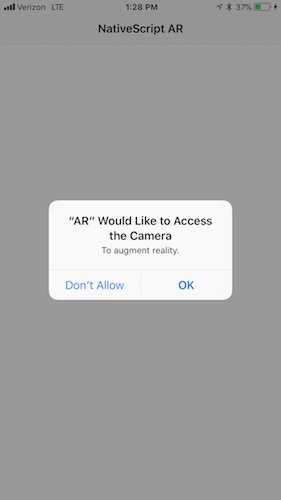 Verizon LTE 1:28 PM 37%
NativeScript AR
“AR” Would Like to Access
the Camera
To augment reality.
Don’t Allow OK